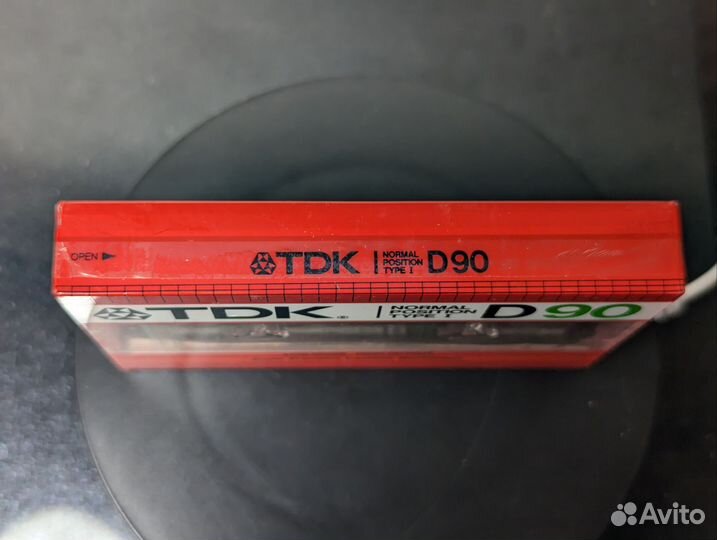 OPEN ►
TDK | NORMAL POSITION TYPE I D90
TDK ® | NORMAL POSITION TYPE I D90
Avito